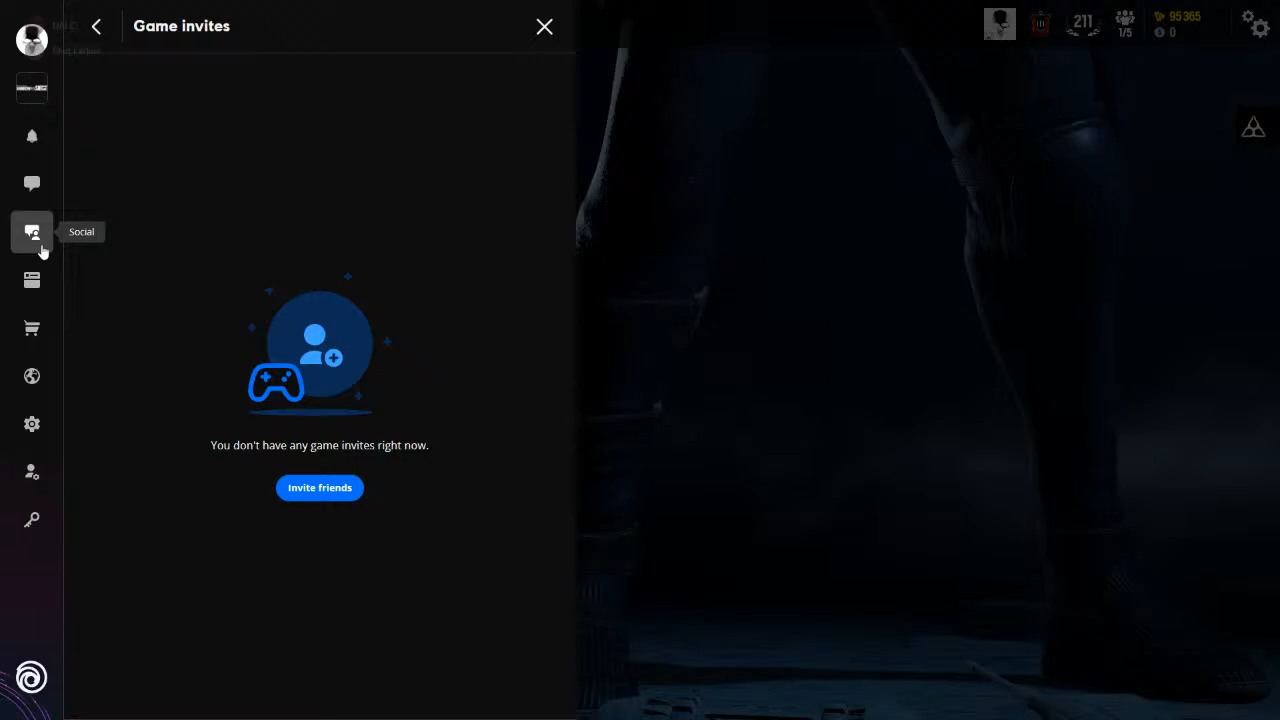 Game invites
211
1/5
95 365
0
Social
You don't have any game invites right now.
Invite friends